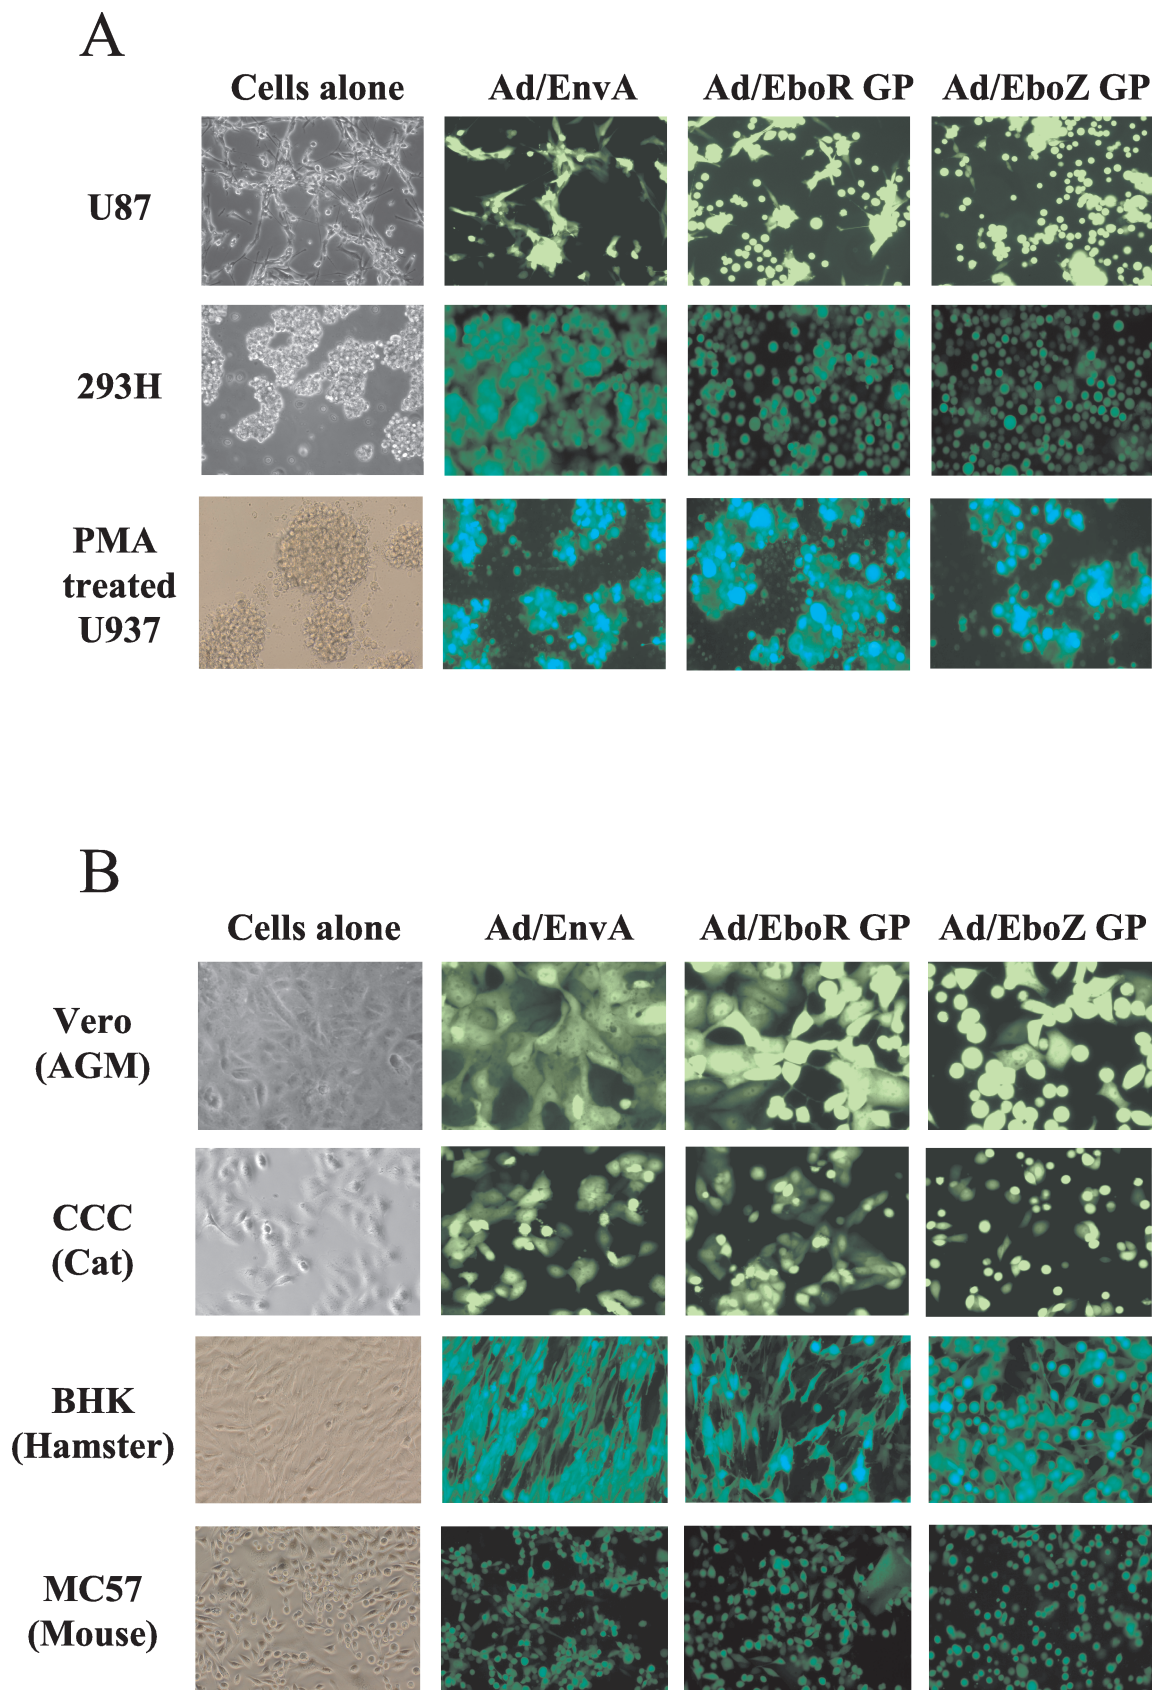 A
Cells alone Ad/EnvA Ad/EboR GP Ad/EboZ GP
U87
293H
PMA
treated
U937
B
Cells alone Ad/EnvA Ad/EboR GP Ad/EboZ GP
Vero
(AGM)
CCC
(Cat)
BHK
(Hamster)
MC57
(Mouse)